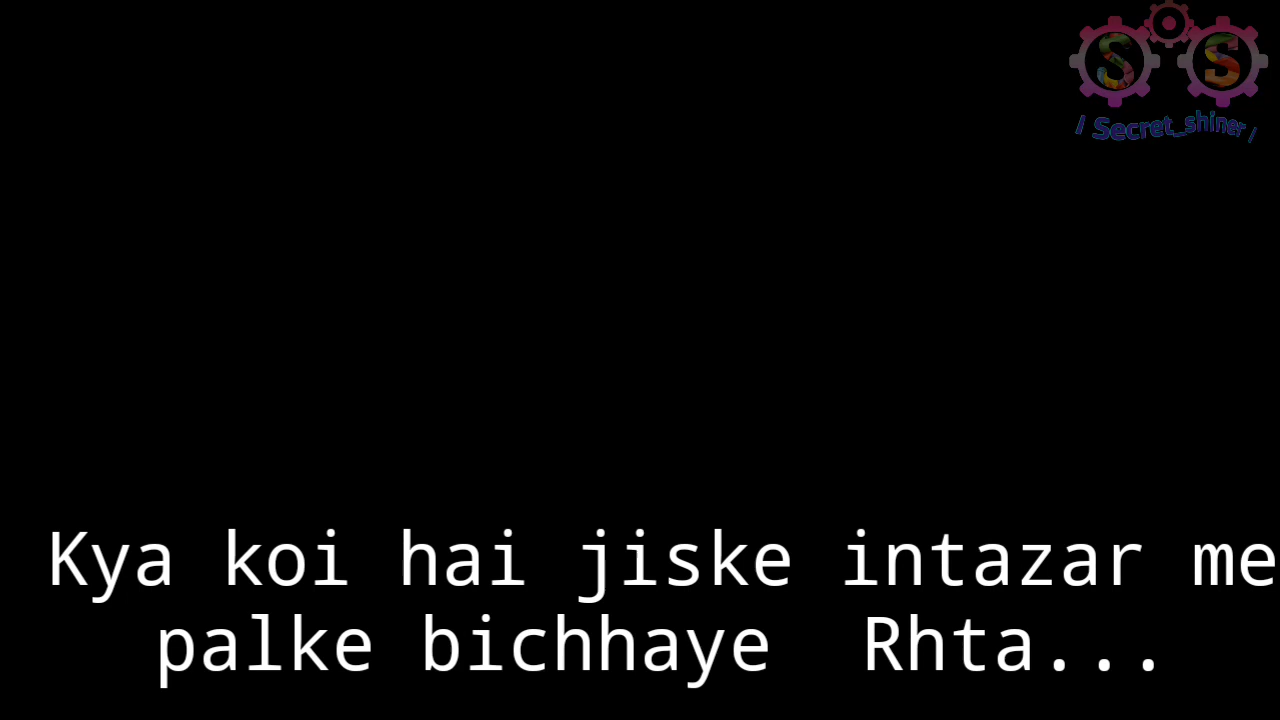 S S
/ Secret_shiner /
Kya koi hai jiske intazar me
palke bichhaye Rhta...